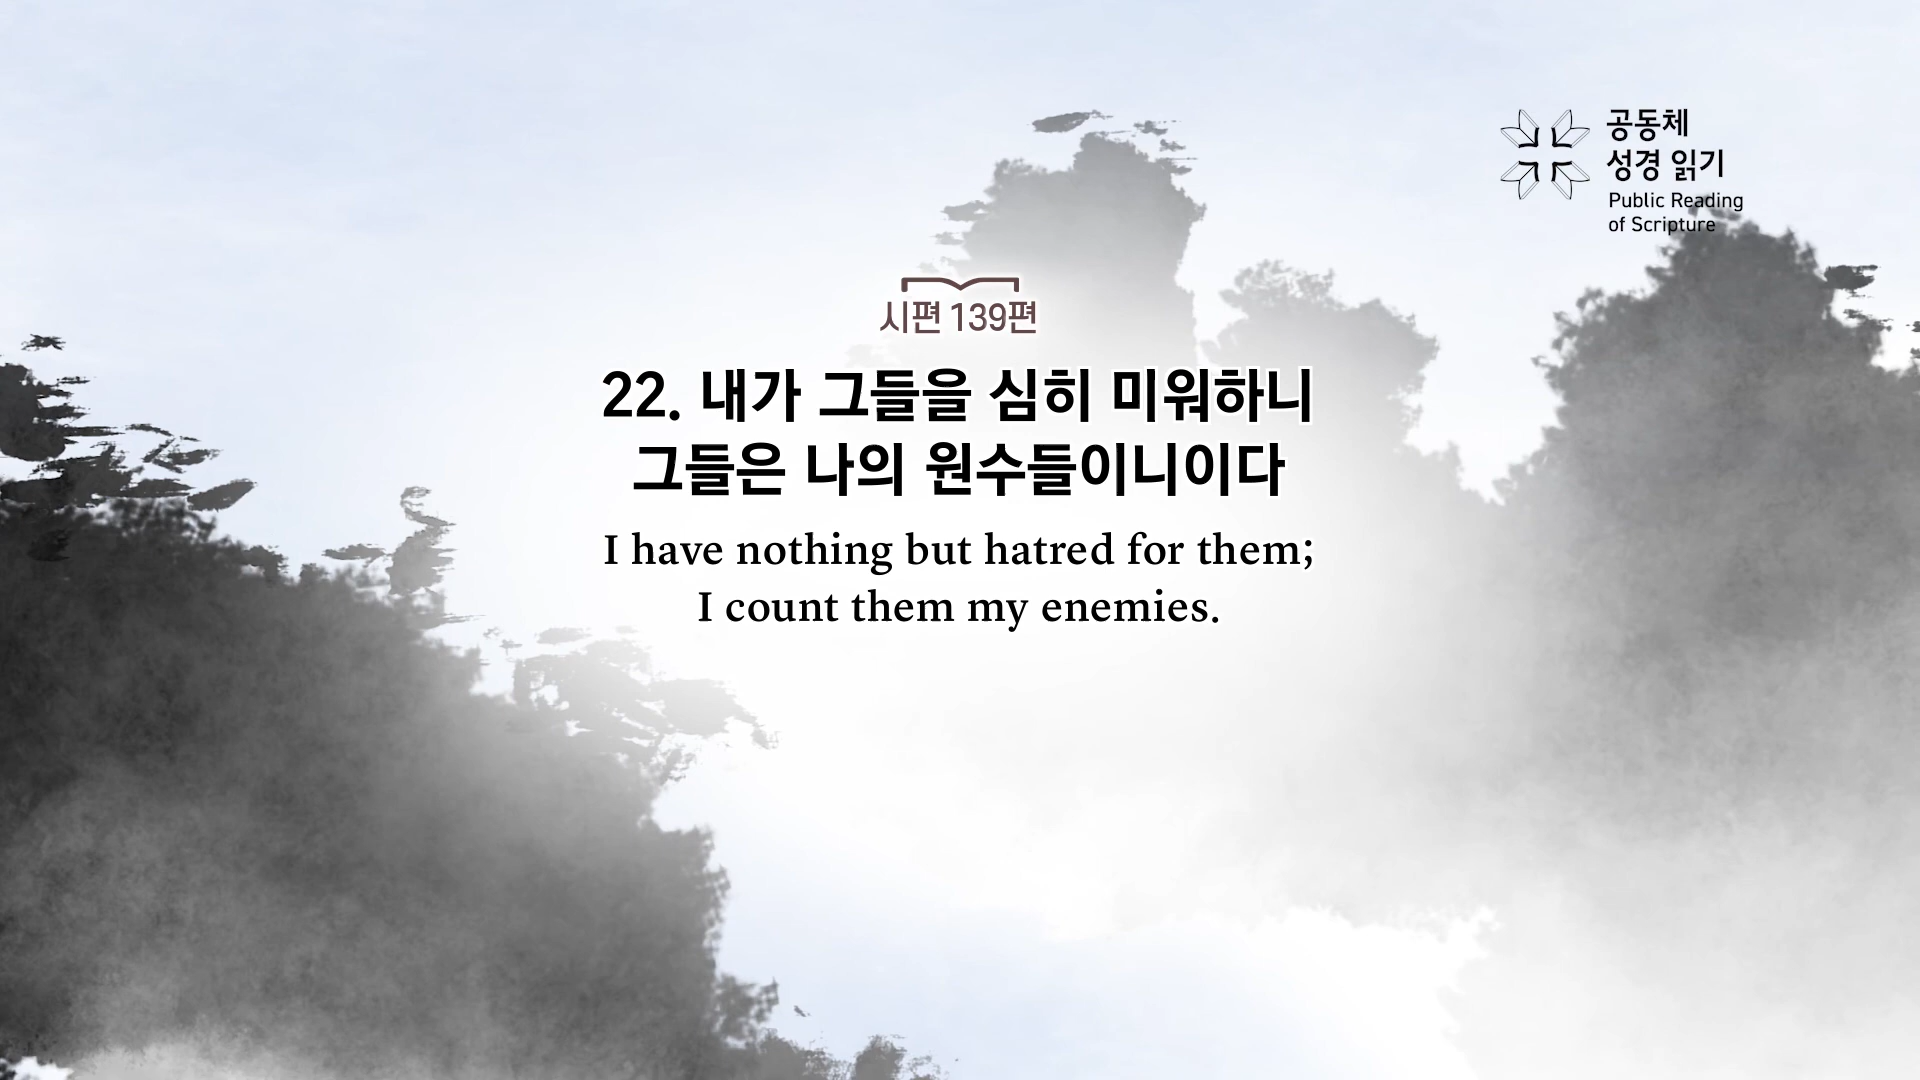 공동체
성경 읽기
Public Reading
of Scripture
시편 139편
22. 내가 그들을 심히 미워하니
그들은 나의 원수들이니이다
I have nothing but hatred for them;
I count them my enemies.